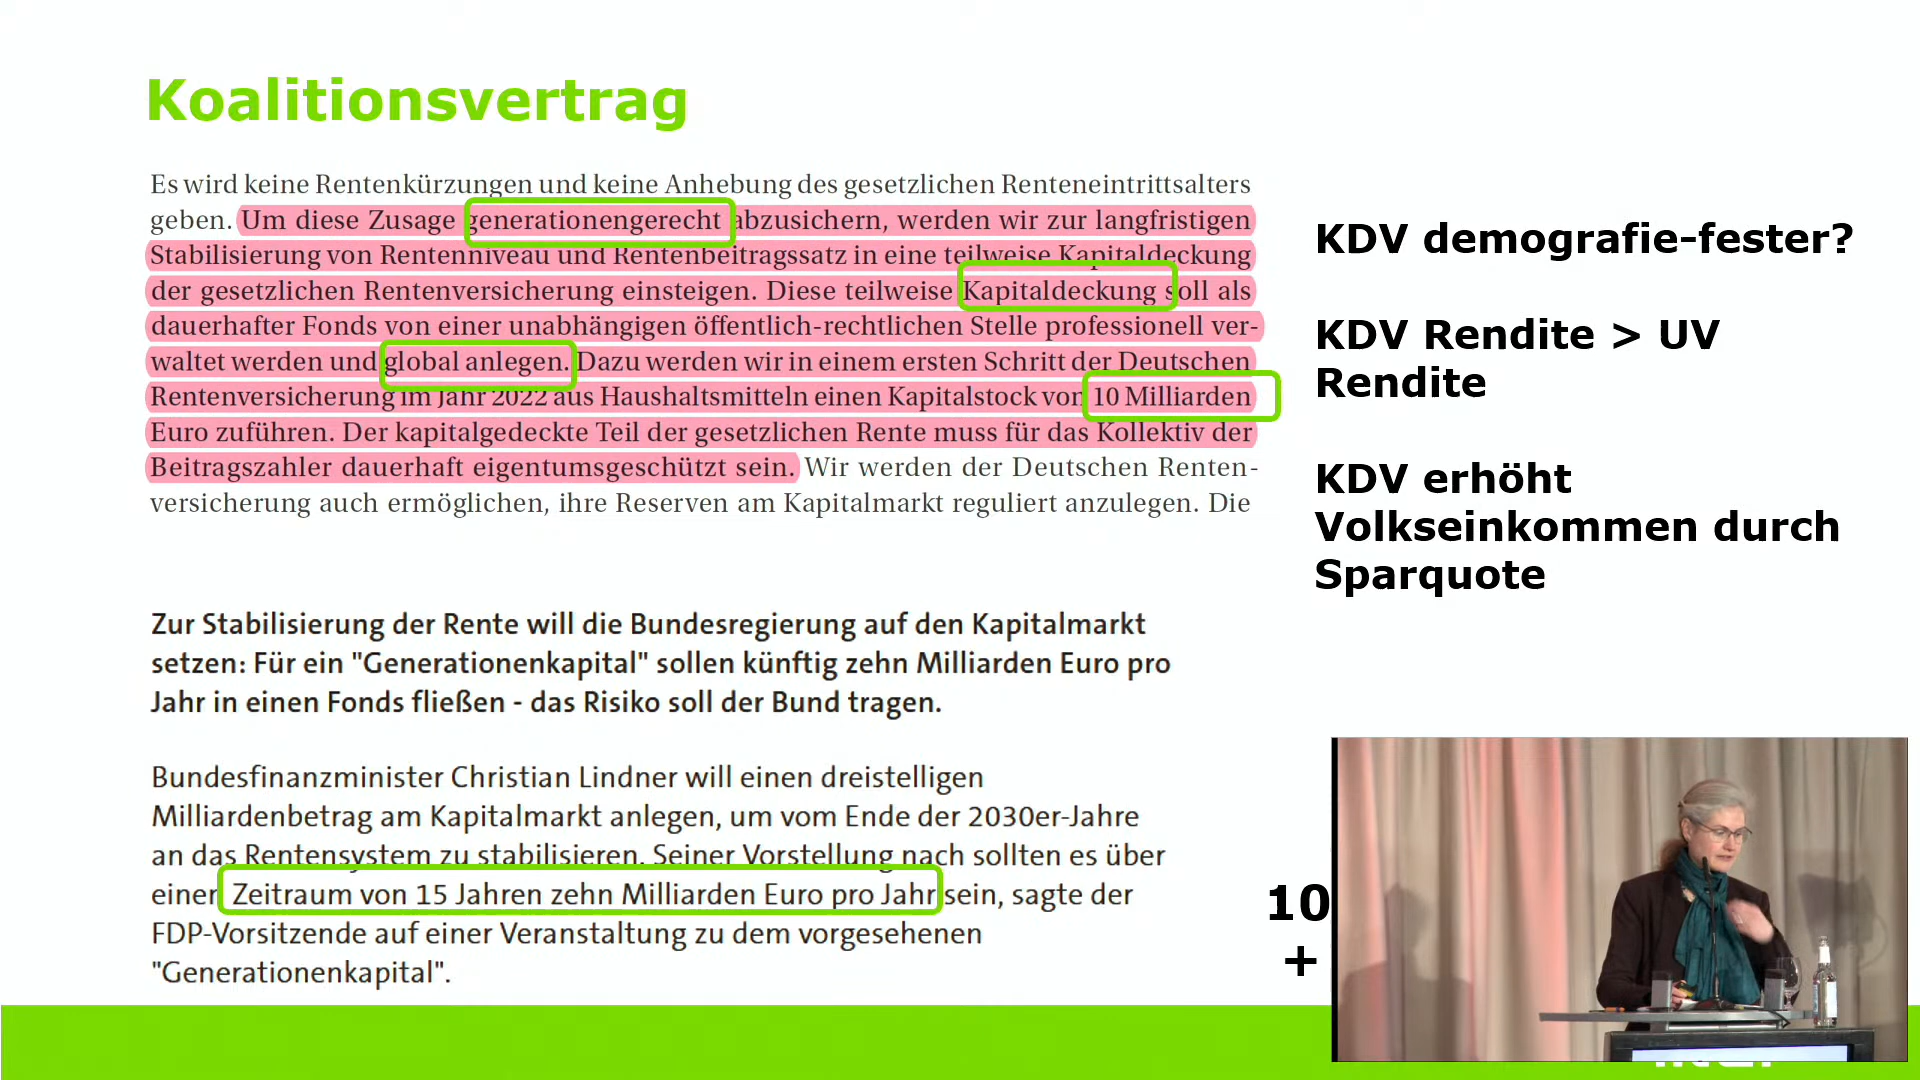 Koalitionsvertrag
Es wird keine Rentenkürzungen und keine Anhebung des gesetzlichen Renteneintrittsalters
geben. Um diese Zusage generationengerecht abzusichern, werden wir zur langfristigen
Stabilisierung von Rentenniveau und Rentenbeitragssatz in eine teilweise Kapitaldeckung
der gesetzlichen Rentenversicherung einsteigen. Diese teilweise Kapitaldeckung soll als
dauerhafter Fonds von einer unabhängigen öffentlich-rechtlichen Stelle professionell ver-
waltet werden und global anlegen. Dazu werden wir in einem ersten Schritt der Deutschen
Rentenversicherung im Jahr 2022 aus Haushaltsmitteln einen Kapitalstock von 10 Milliarden
Euro zuführen. Der kapitalgedeckte Teil der gesetzlichen Rente muss für das Kollektiv der
Beitragszahler dauerhaft eigentumsgeschützt sein. Wir werden der Deutschen Renten-
versicherung auch ermöglichen, ihre Reserven am Kapitalmarkt reguliert anzulegen. Die
Zur Stabilisierung der Rente will die Bundesregierung auf den Kapitalmarkt
setzen: Für ein "Generationenkapital" sollen künftig zehn Milliarden Euro pro
Jahr in einen Fonds fließen - das Risiko soll der Bund tragen.
Bundesfinanzminister Christian Lindner will einen dreistelligen
Milliardenbetrag am Kapitalmarkt anlegen, um vom Ende der 2030er-Jahre
an das Rentensystem zu stabilisieren. Seiner Vorstellung nach sollten es über
einen Zeitraum von 15 Jahren zehn Milliarden Euro pro Jahr sein, sagte der
FDP-Vorsitzende auf einer Veranstaltung zu dem vorgesehenen
"Generationenkapital".
KDV demografie-fester?
KDV Rendite > UV
Rendite
KDV erhöht
Volkseinkommen durch
Sparquote
10
+